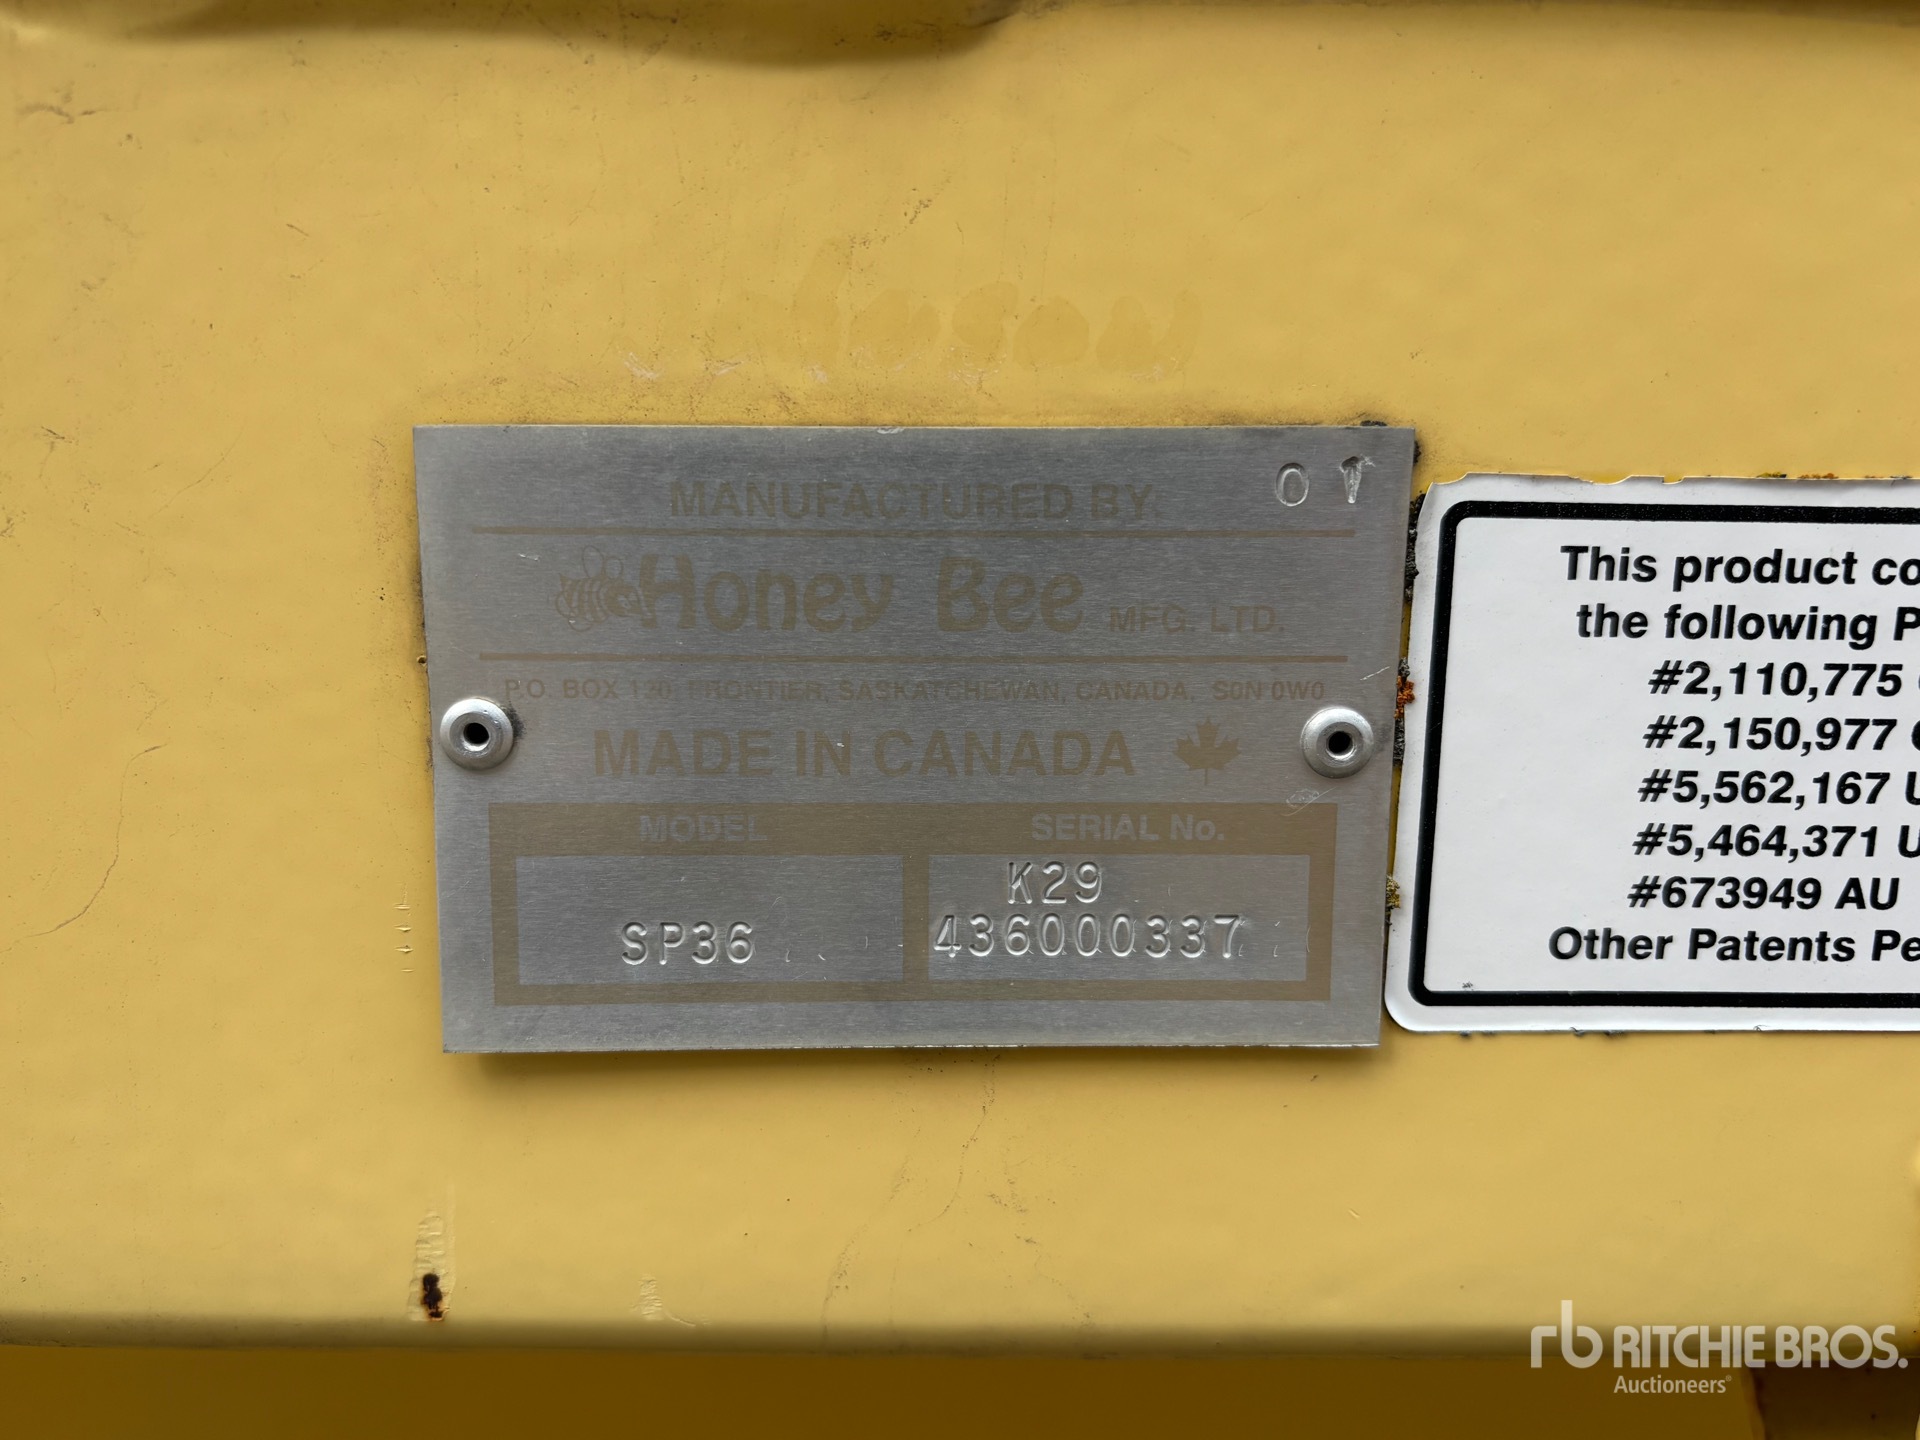 MANUFACTURED BY
Honey Bee MFG. LTD.
P.O. BOX 120, FRONTIER, SASKATCHEWAN, CANADA, S0N 0W0
MADE IN CANADA
MODEL
SERIAL No.
SP36
K29
436000337
This product co
the following P
#2,110,775
#2,150,977
#5,562,167 U
#5,464,371 U
#673949 AU
Other Patents Pe
rb RITCHIE BROS.
Auctioneers